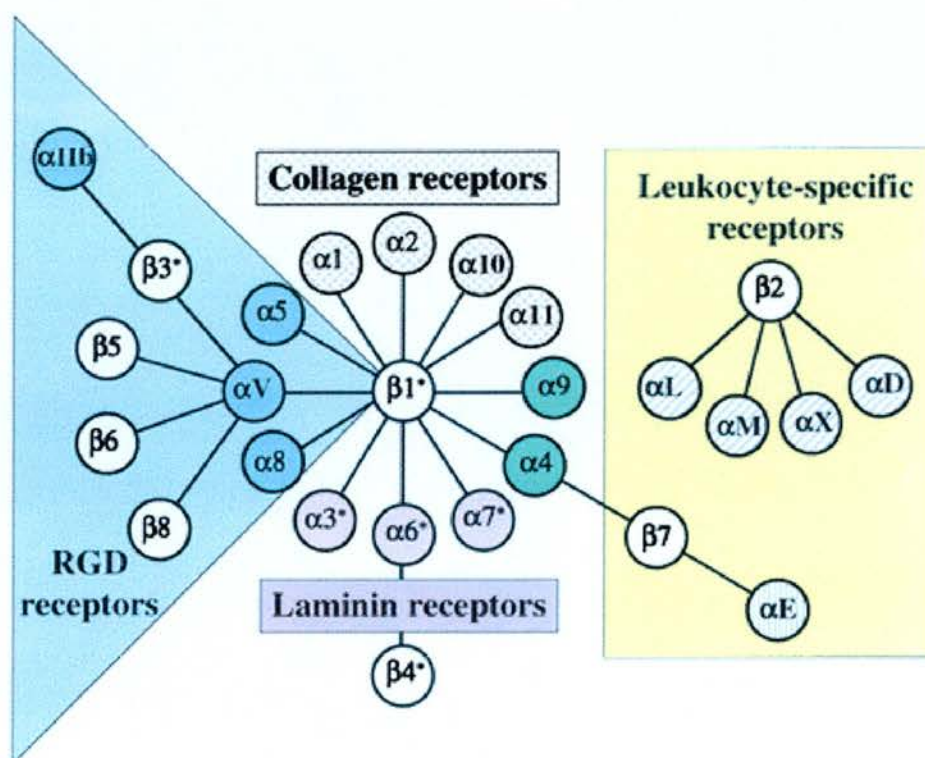 αIIb
β3*
β5
αV
β6
β8
α5
α8
RGD
receptors
Collagen receptors
α1
α2
α10
α11
β1*
α9
α4
α3*
α6*
α7*
Laminin receptors
β4*
Leukocyte-specific
receptors
β2
αL
αM
αX
αD
β7
αE